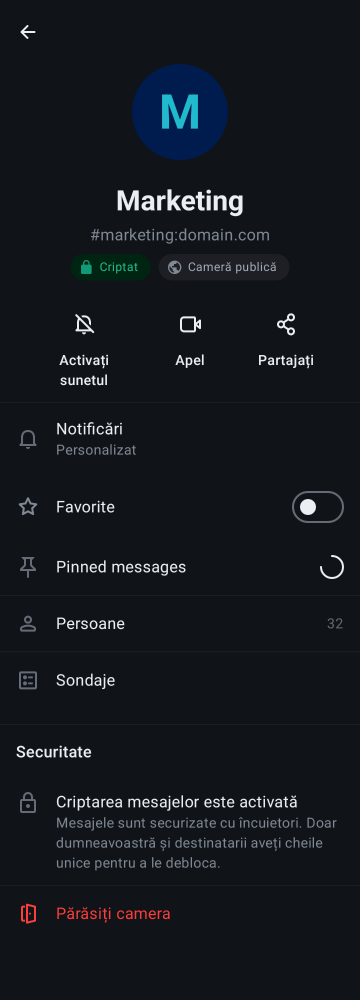 M
Marketing
#marketing:domain.com
Criptat
Cameră publică
Activați
sunetul
Apel
Partajați
Notificări
Personalizat
Favorite
Pinned messages
Persoane
32
Sondaje
Securitate
Criptarea mesajelor este activată
Mesajele sunt securizate cu încuietori. Doar
dumneavoastră și destinatarii aveți cheile
unice pentru a le debloca.
Părăsiți camera